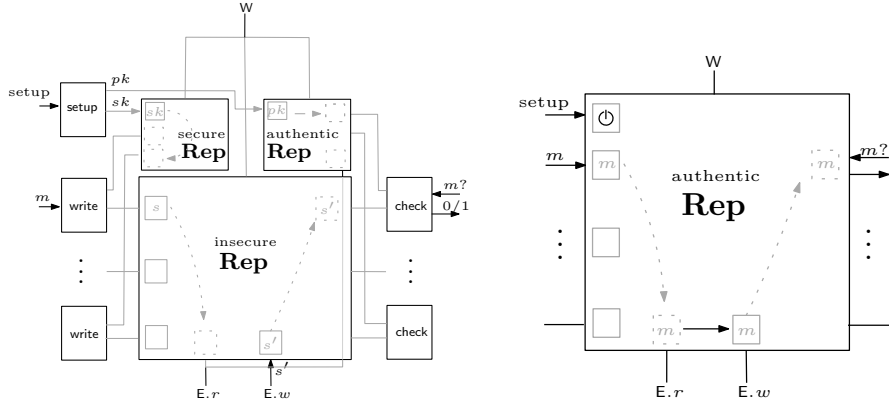 W
pk
setup
setup
sk
sk
pk
secure
Rep
authentic
Rep
m
write
s
insecure
Rep
s'
m?
check
0/1
write
check
s'
s'
E.r
E.w
W
setup
m
m
authentic
Rep
m
m?
m
m
E.r
E.w